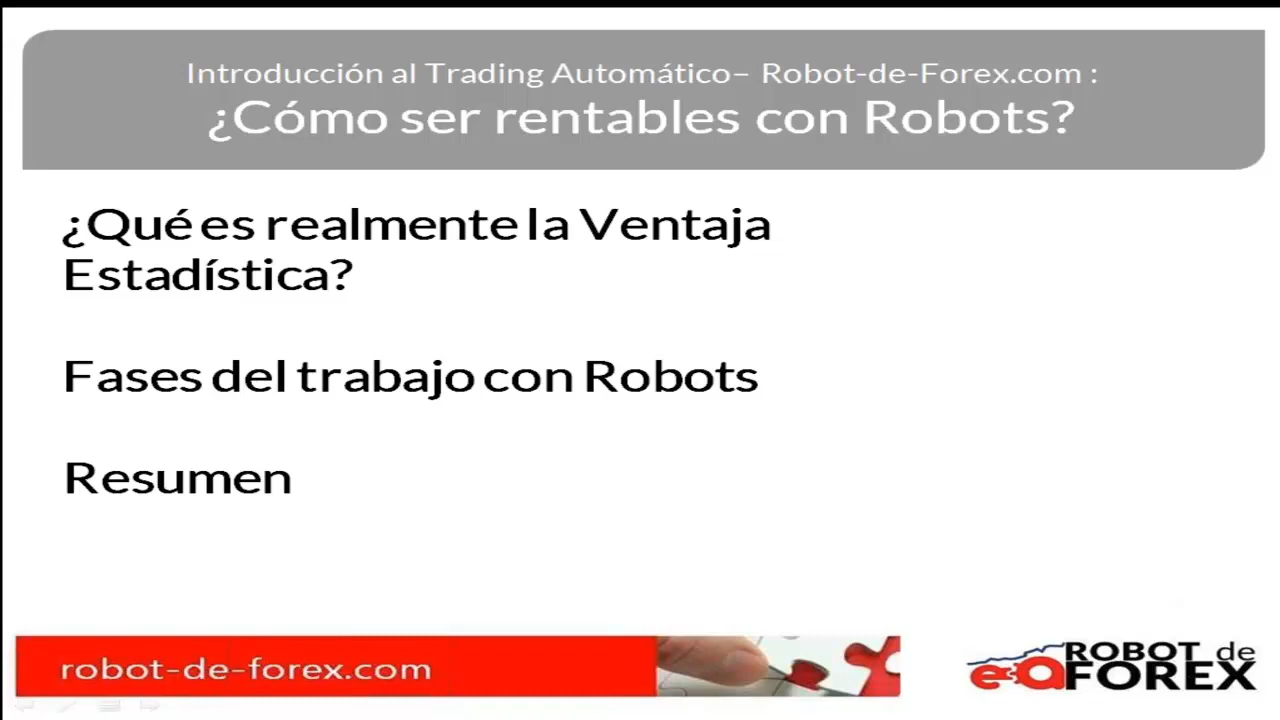 Introducción al Trading Automático– Robot-de-Forex.com :
¿Cómo ser rentables con Robots?
¿Qué es realmente la Ventaja
Estadística?
Fases del trabajo con Robots
Resumen
robot-de-forex.com
ROBOT de
ea FOREX